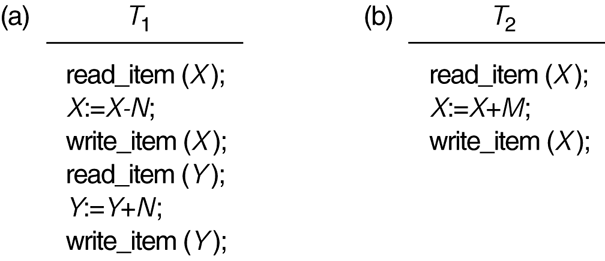 (a) T1
read_item (X);
X:=X-N;
write_item (X);
read_item (Y);
Y:=Y+N;
write_item (Y);
(b) T2
read_item (X);
X:=X+M;
write_item (X);